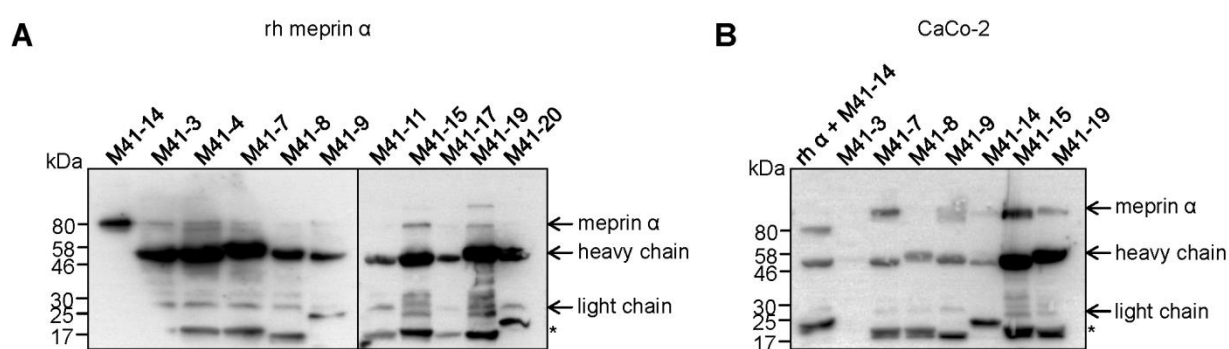 A
rh meprin α
M41-14
M41-3
M41-4
M41-7
M41-8
M41-9
M41-11
M41-15
M41-17
M41-19
M41-20
kDa
80
58
46
30
25
17
meprin α
heavy chain
light chain
*
B
CaCo-2
rh α + M41-14
M41-3
M41-7
M41-8
M41-9
M41-14
M41-15
M41-19
kDa
80
58
46
30
25
17
meprin α
heavy chain
light chain
*